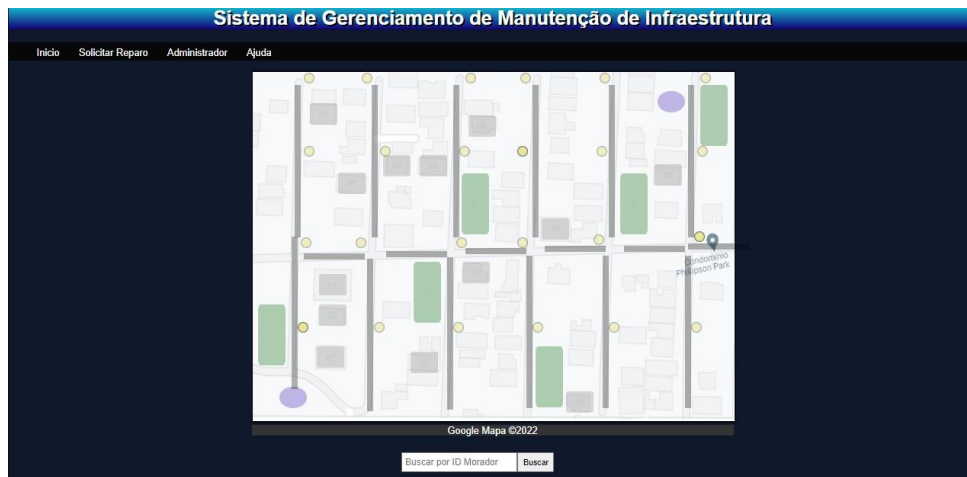 Sistema de Gerenciamento de Manutenção de Infraestrutura
Inicio Solicitar Reparo Administrador Ajuda
Condomínio
Phillipson Park
Google Mapa ©2022
Buscar por ID Morador Buscar